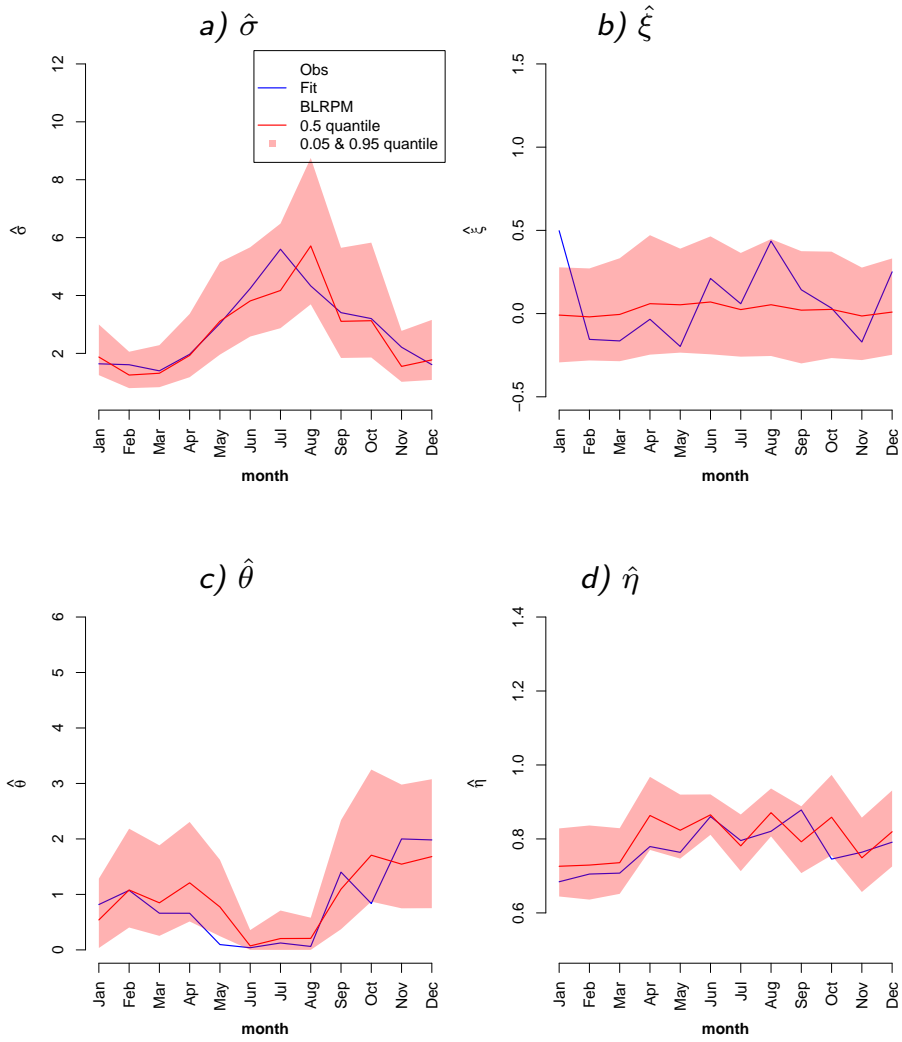 a) σ̂
12
10
8
6
4
2
σ̂
Obs
Fit
BLRPM
0.5 quantile
0.05 & 0.95 quantile
Jan
Feb
Mar
Apr
May
Jun
Jul
Aug
Sep
Oct
Nov
Dec
month
b) ξ̂
1.5
1.0
0.5
0.0
−0.5
ξ̂
Jan
Feb
Mar
Apr
May
Jun
Jul
Aug
Sep
Oct
Nov
Dec
month
c) θ̂
6
5
4
3
2
1
0
θ̂
Jan
Feb
Mar
Apr
May
Jun
Jul
Aug
Sep
Oct
Nov
Dec
month
d) η̂
1.4
1.2
1.0
0.8
0.6
η̂
Jan
Feb
Mar
Apr
May
Jun
Jul
Aug
Sep
Oct
Nov
Dec
month